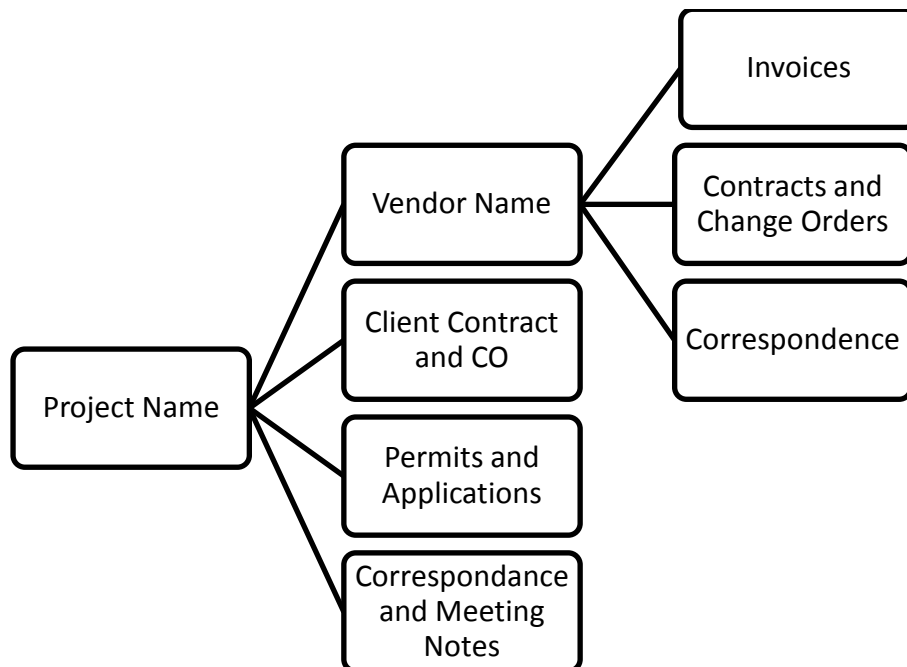 Project Name
Vendor Name
Client Contract
and CO
Permits and
Applications
Correspondance
and Meeting
Notes
Invoices
Contracts and
Change Orders
Correspondence